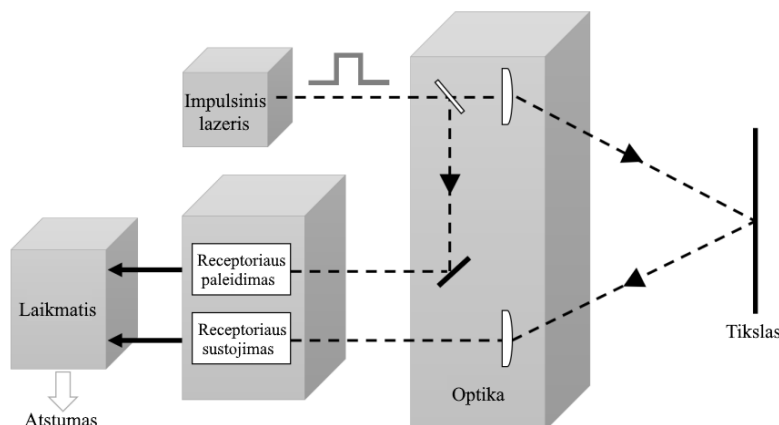 Impulsinis
lazeris
Receptoriaus
paleidimas
Laikmatis
Receptoriaus
sustojimas
Tikslas
Optika
Atstumas